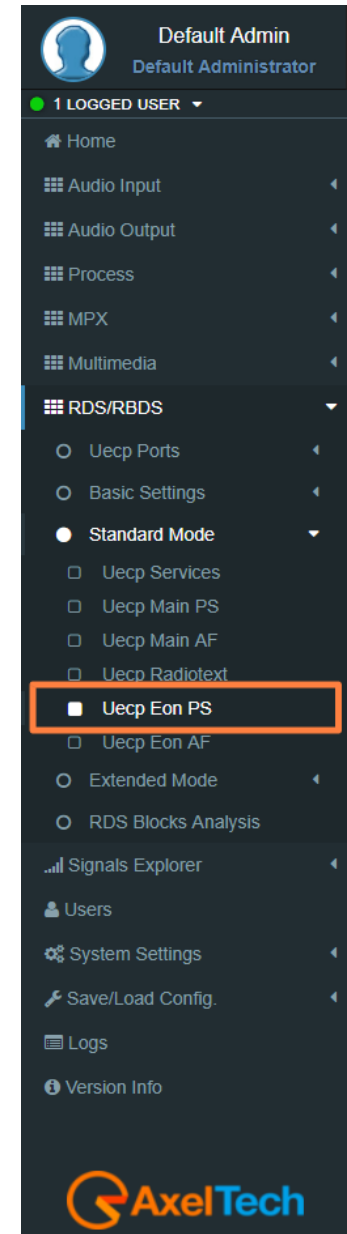 Default Admin
Default Administrator
1 LOGGED USER
Home
Audio Input
Audio Output
Process
MPX
Multimedia
RDS/RBDS
Uecp Ports
Basic Settings
Standard Mode
Uecp Services
Uecp Main PS
Uecp Main AF
Uecp Radiotext
Uecp Eon PS
Uecp Eon AF
Extended Mode
RDS Blocks Analysis
Signals Explorer
Users
System Settings
Save/Load Config.
Logs
Version Info
AxelTech